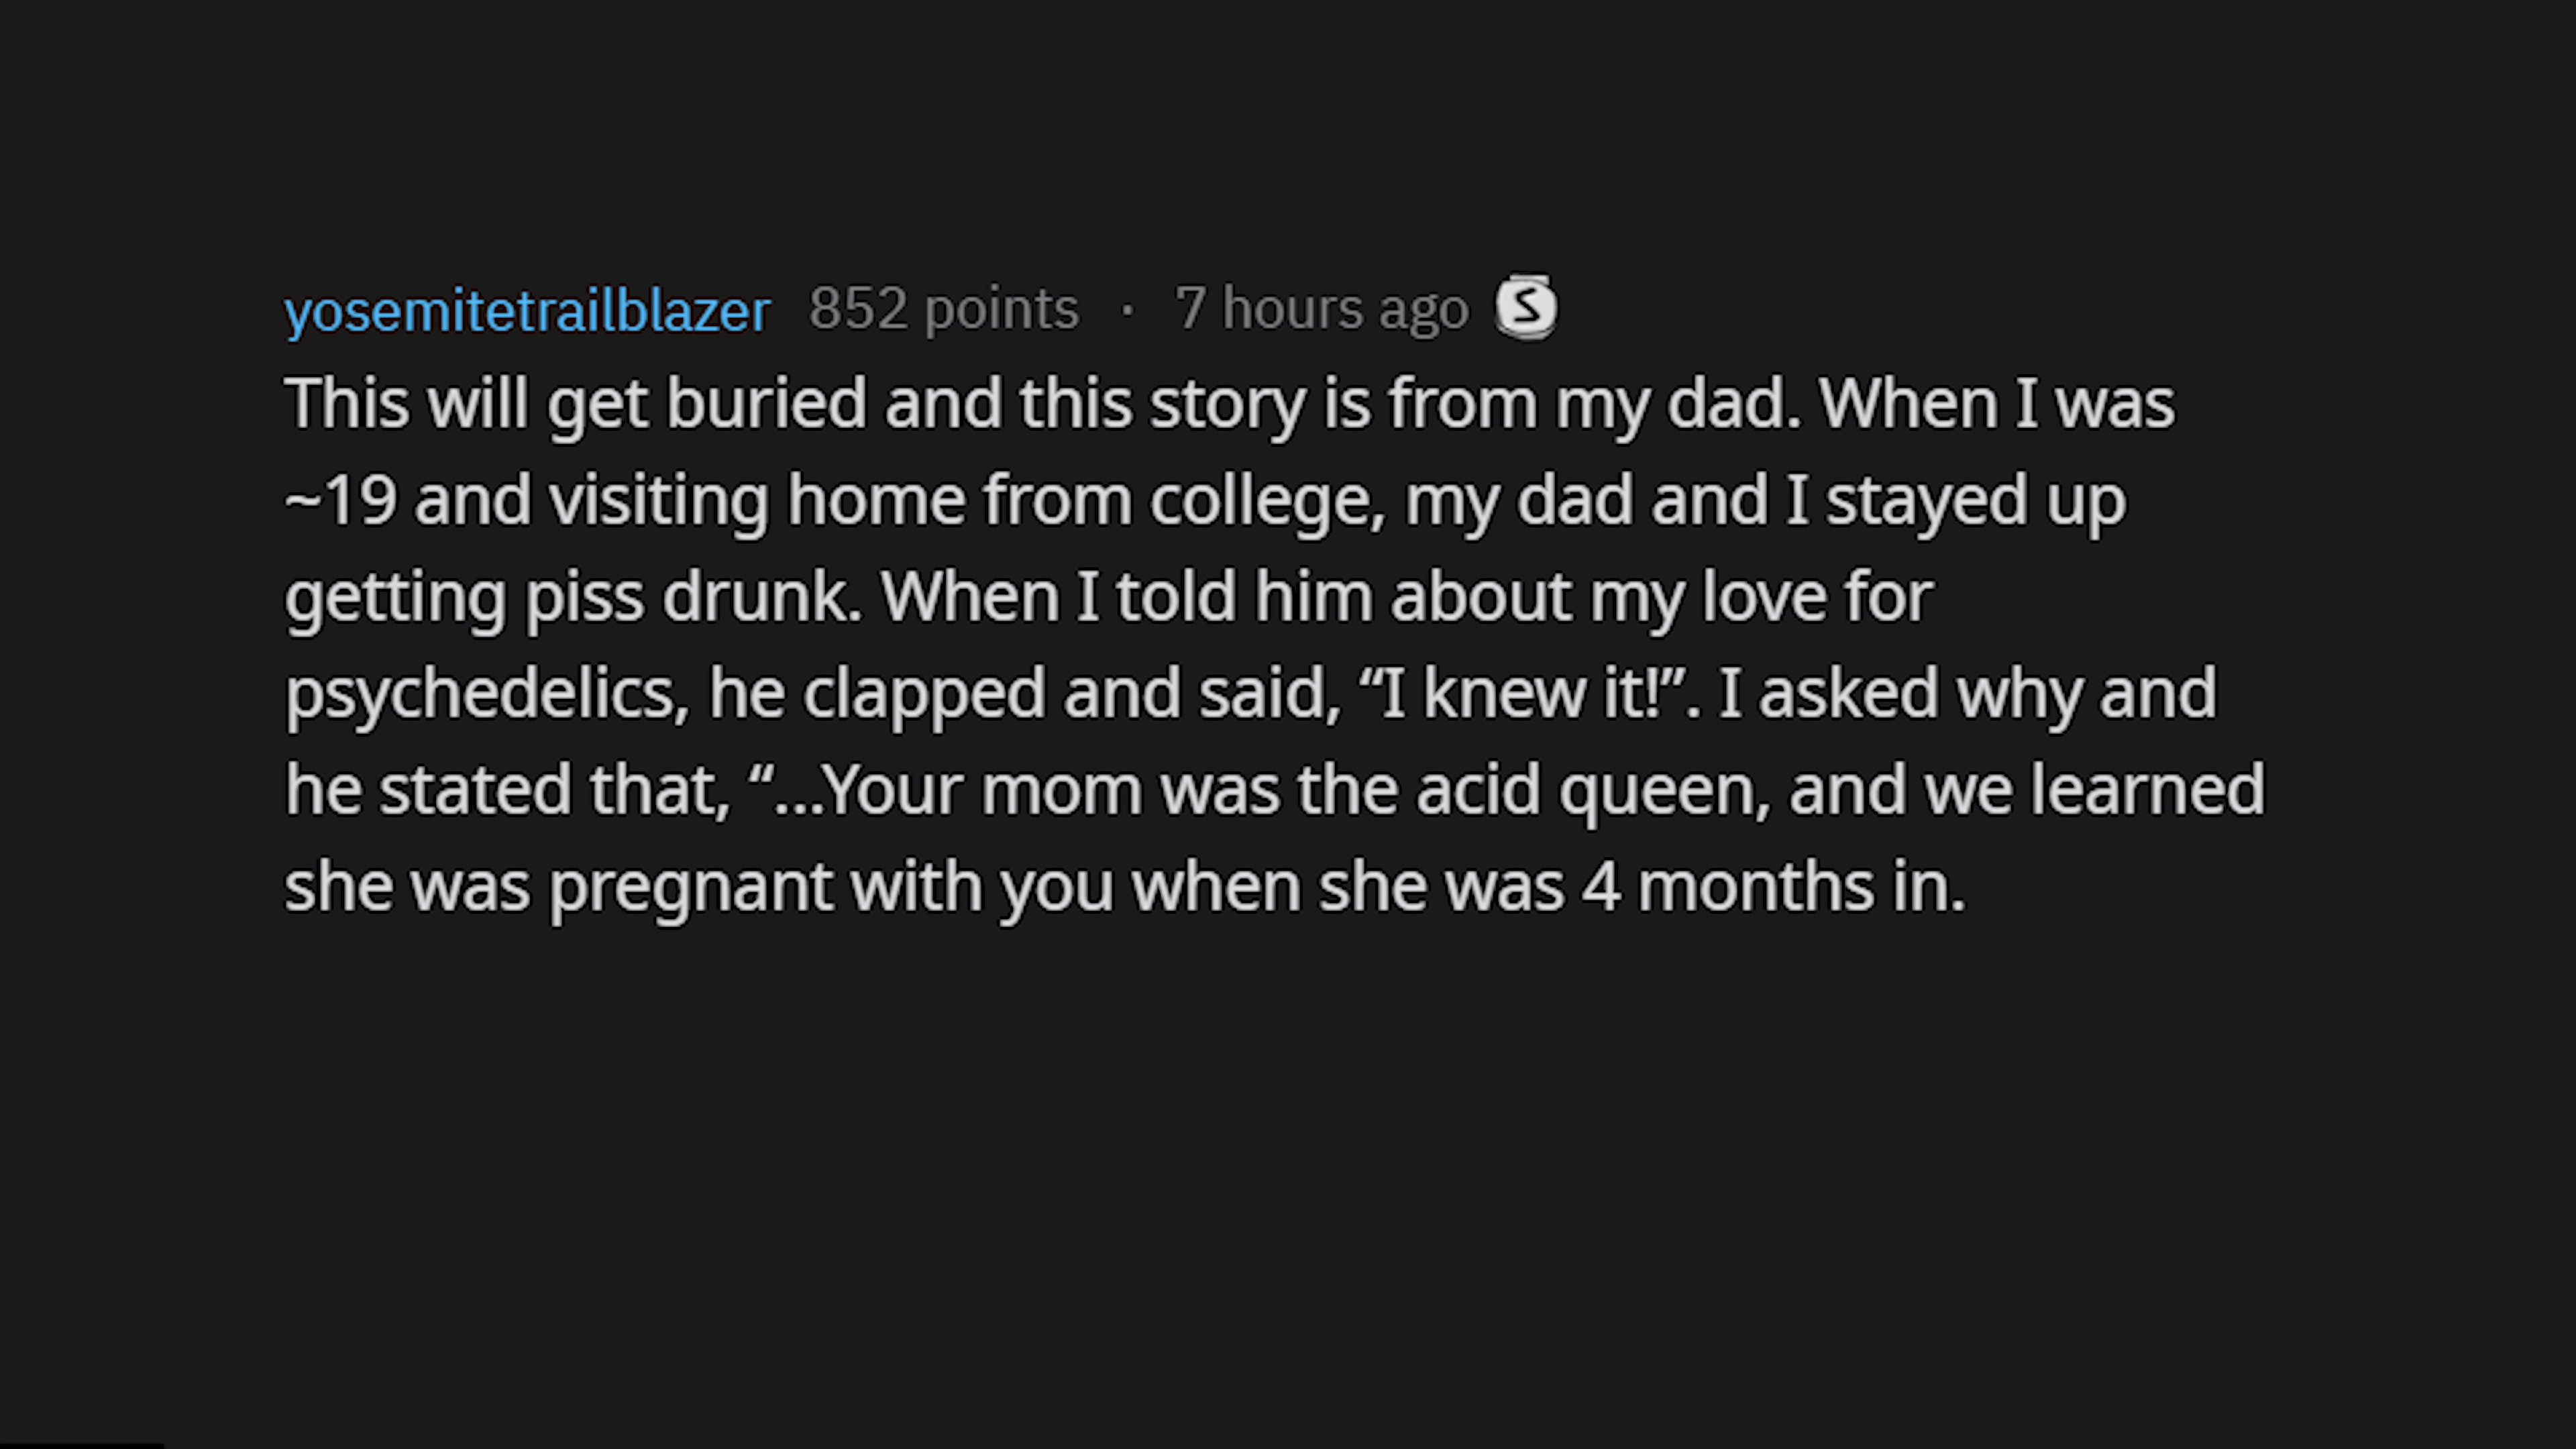 yosemitetrailblazer 852 points · 7 hours ago S
This will get buried and this story is from my dad. When I was
~19 and visiting home from college, my dad and I stayed up
getting piss drunk. When I told him about my love for
psychedelics, he clapped and said, “I knew it!”. I asked why and
he stated that, “...Your mom was the acid queen, and we learned
she was pregnant with you when she was 4 months in.